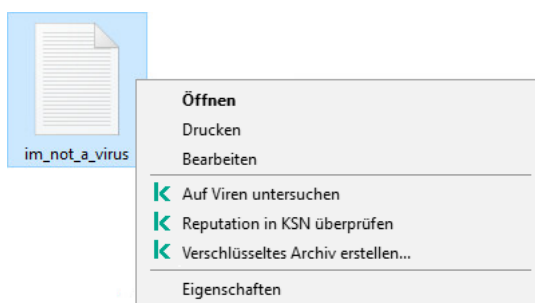 im_not_a_virus
Öffnen
Drucken
Bearbeiten
Auf Viren untersuchen
Reputation in KSN überprüfen
Verschlüsseltes Archiv erstellen...
Eigenschaften